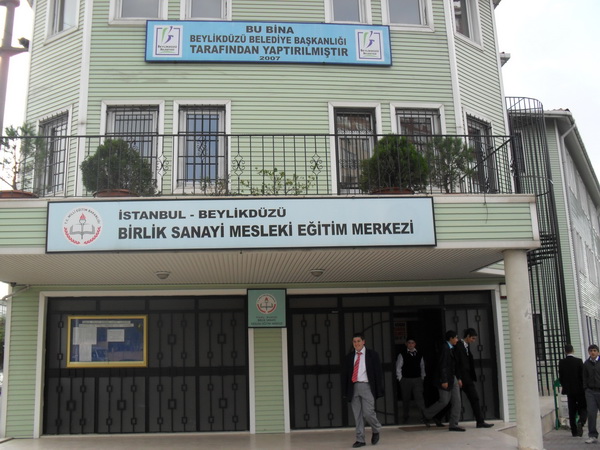 BU BİNA
BEYLİKDÜZÜ BELEDİYE BAŞKANLIĞI
TARAFINDAN YAPTIRILMIŞTIR
2007
İSTANBUL - BEYLİKDÜZÜ
BİRLİK SANAYİ MESLEKİ EĞİTİM MERKEZİ